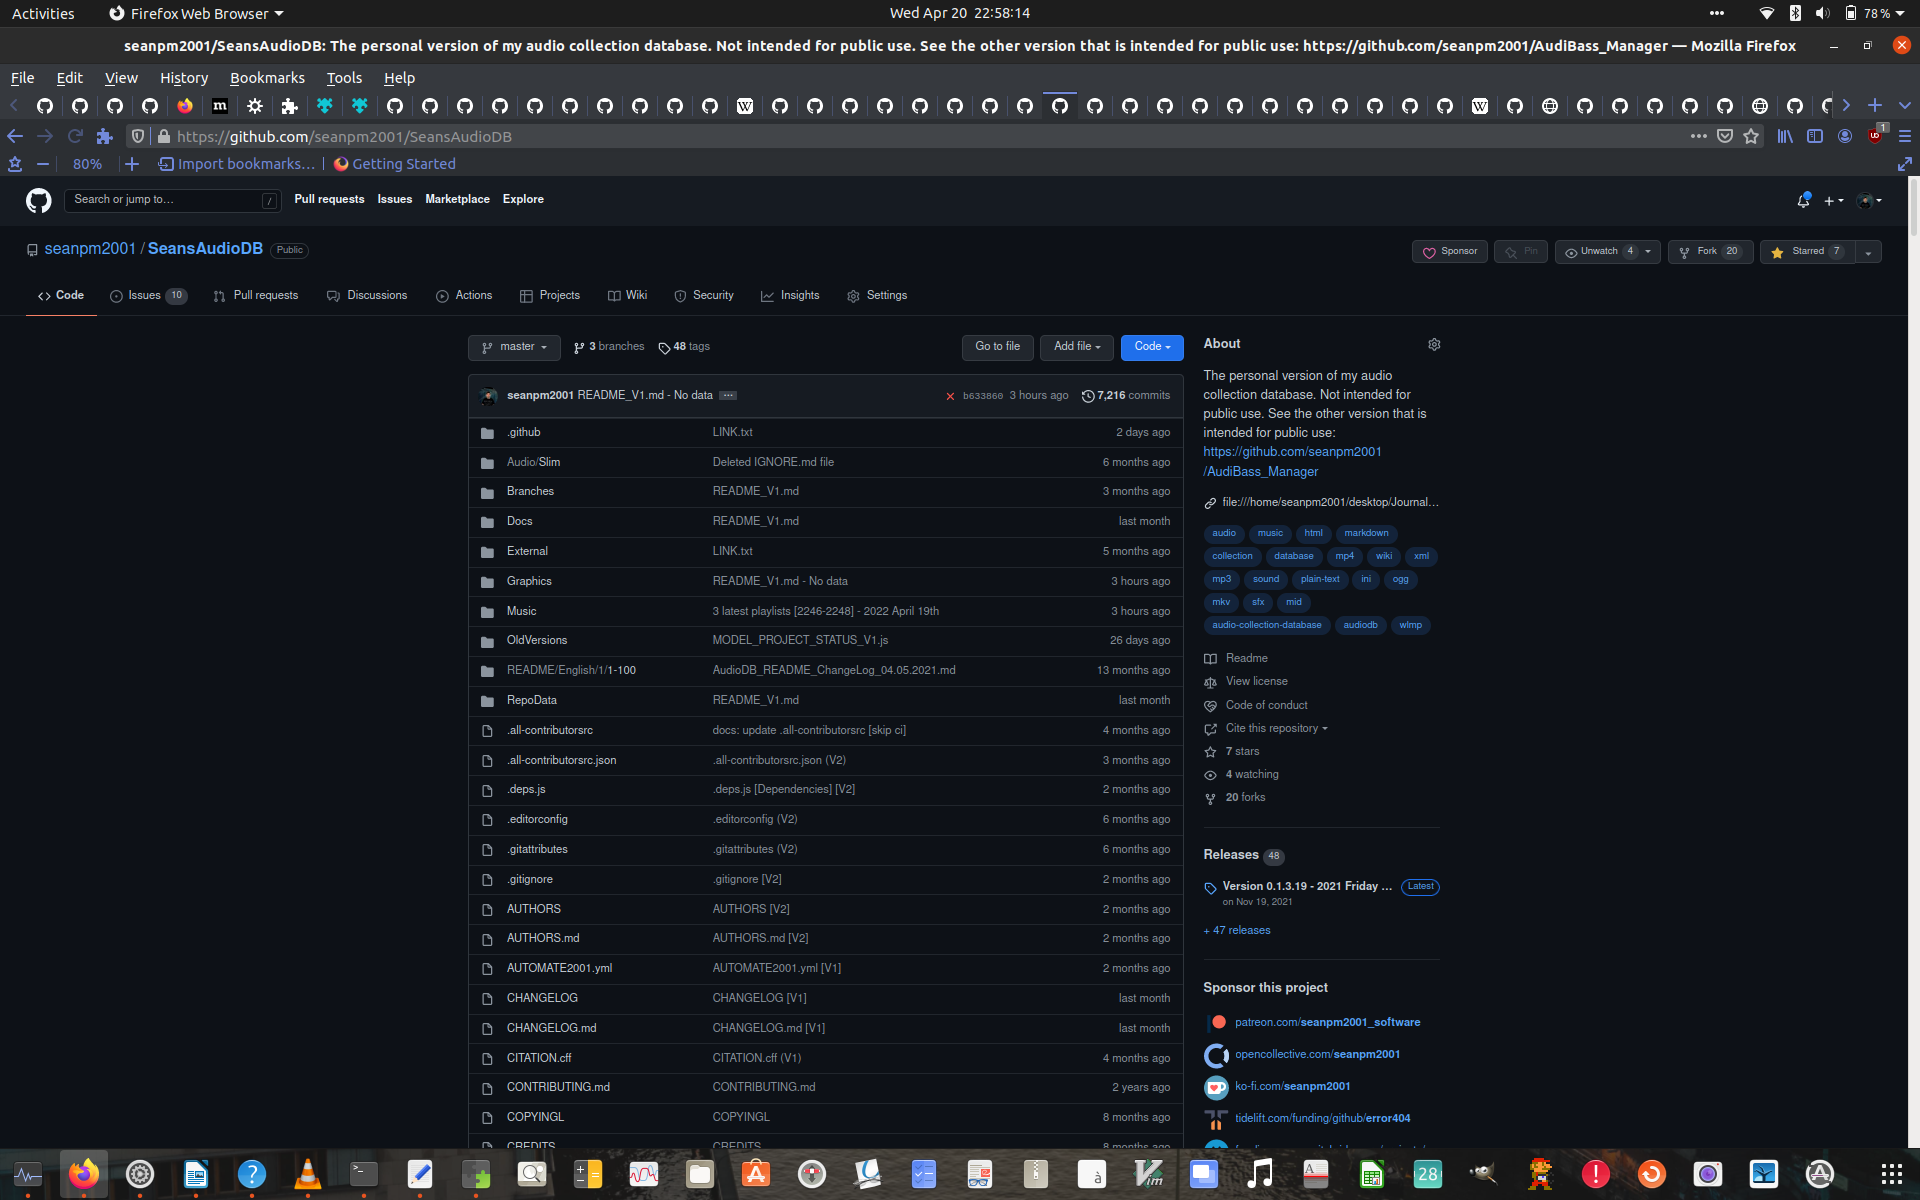 Activities
Firefox Web Browser
Wed Apr 20 22:58:14
78 %
seanpm2001/SeansAudioDB: The personal version of my audio collection database. Not intended for public use. See the other version that is intended for public use: https://github.com/seanpm2001/AudiBass_Manager — Mozilla Firefox
File Edit View History Bookmarks Tools Help
https://github.com/seanpm2001/SeansAudioDB
1
80%
Import bookmarks...
Getting Started
Search or jump to...
/
Pull requests
Issues
Marketplace
Explore
seanpm2001 / SeansAudioDB
Public
Sponsor
Pin
Unwatch 4
Fork 20
Starred 7
Code
Issues 10
Pull requests
Discussions
Actions
Projects
Wiki
Security
Insights
Settings
master
3 branches
48 tags
Go to file
Add file
Code
seanpm2001 README_V1.md - No data ...
b633860 3 hours ago
7,216 commits
.github LINK.txt 2 days ago
Audio/Slim Deleted IGNORE.md file 6 months ago
Branches README_V1.md 3 months ago
Docs README_V1.md last month
External LINK.txt 5 months ago
Graphics README_V1.md - No data 3 hours ago
Music 3 latest playlists [2246-2248] - 2022 April 19th 3 hours ago
OldVersions MODEL_PROJECT_STATUS_V1.js 26 days ago
README/English/1/1-100 AudioDB_README_ChangeLog_04.05.2021.md 13 months ago
RepoData README_V1.md last month
.all-contributorsrc docs: update .all-contributorsrc [skip ci] 4 months ago
.all-contributorsrc.json .all-contributorsrc.json (V2) 3 months ago
.deps.js .deps.js [Dependencies] [V2] 2 months ago
.editorconfig .editorconfig (V2) 6 months ago
.gitattributes .gitattributes (V2) 6 months ago
.gitignore .gitignore [V2] 2 months ago
AUTHORS AUTHORS [V2] 2 months ago
AUTHORS.md AUTHORS.md [V2] 2 months ago
AUTOMATE2001.yml AUTOMATE2001.yml [V1] 2 months ago
CHANGELOG CHANGELOG [V1] last month
CHANGELOG.md CHANGELOG.md [V1] last month
CITATION.cff CITATION.cff (V1) 4 months ago
CONTRIBUTING.md CONTRIBUTING.md 2 years ago
COPYINGL COPYINGL 8 months ago
CREDITS CREDITS 8 months ago
About
The personal version of my audio
collection database. Not intended for
public use. See the other version that is
intended for public use:
https://github.com/seanpm2001
/AudiBass_Manager
file:///home/seanpm2001/desktop/Journal...
audio music html markdown
collection database mp4 wiki xml
mp3 sound plain-text ini ogg
mkv sfx mid
audio-collection-database audiodb wlmp
Readme
View license
Code of conduct
Cite this repository
7 stars
4 watching
20 forks
Releases 48
Version 0.1.3.19 - 2021 Friday ... Latest
on Nov 19, 2021
+ 47 releases
Sponsor this project
patreon.com/seanpm2001_software
opencollective.com/seanpm2001
ko-fi.com/seanpm2001
tidelift.com/funding/github/error404
28